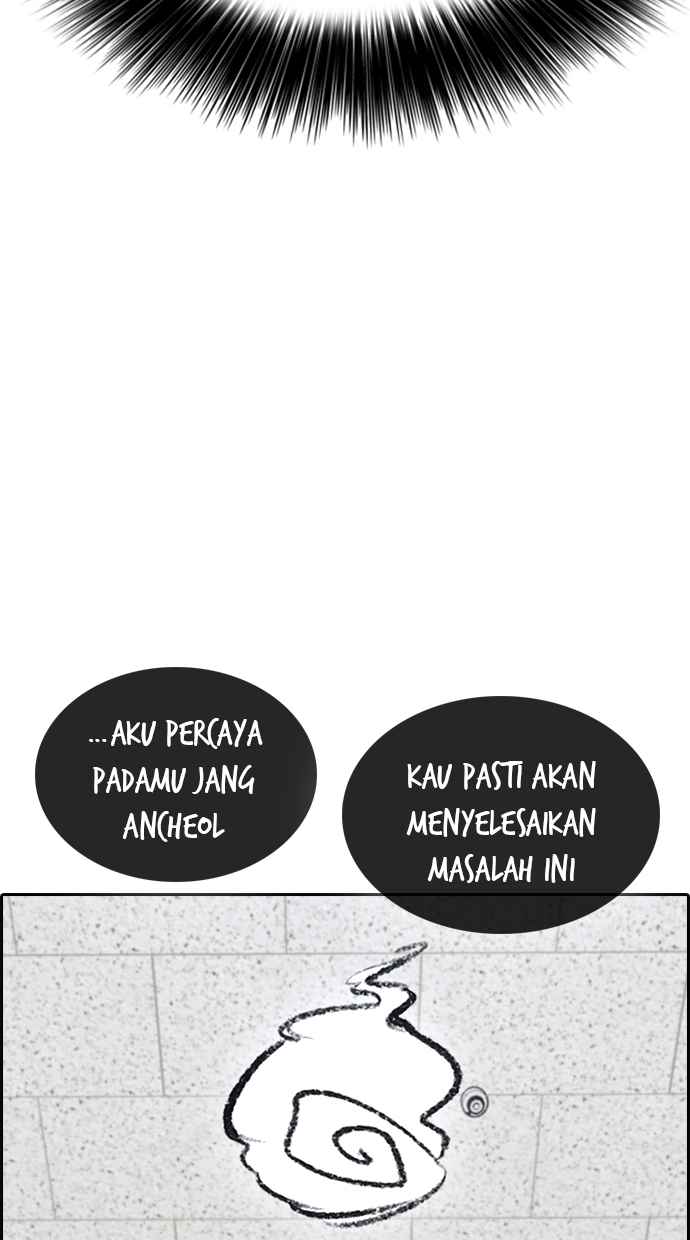 ...AKU PERCAYA
PADAMU JANG
ANCHEOL
KAU PASTI AKAN
MENYELESAIKAN
MASALAH INI